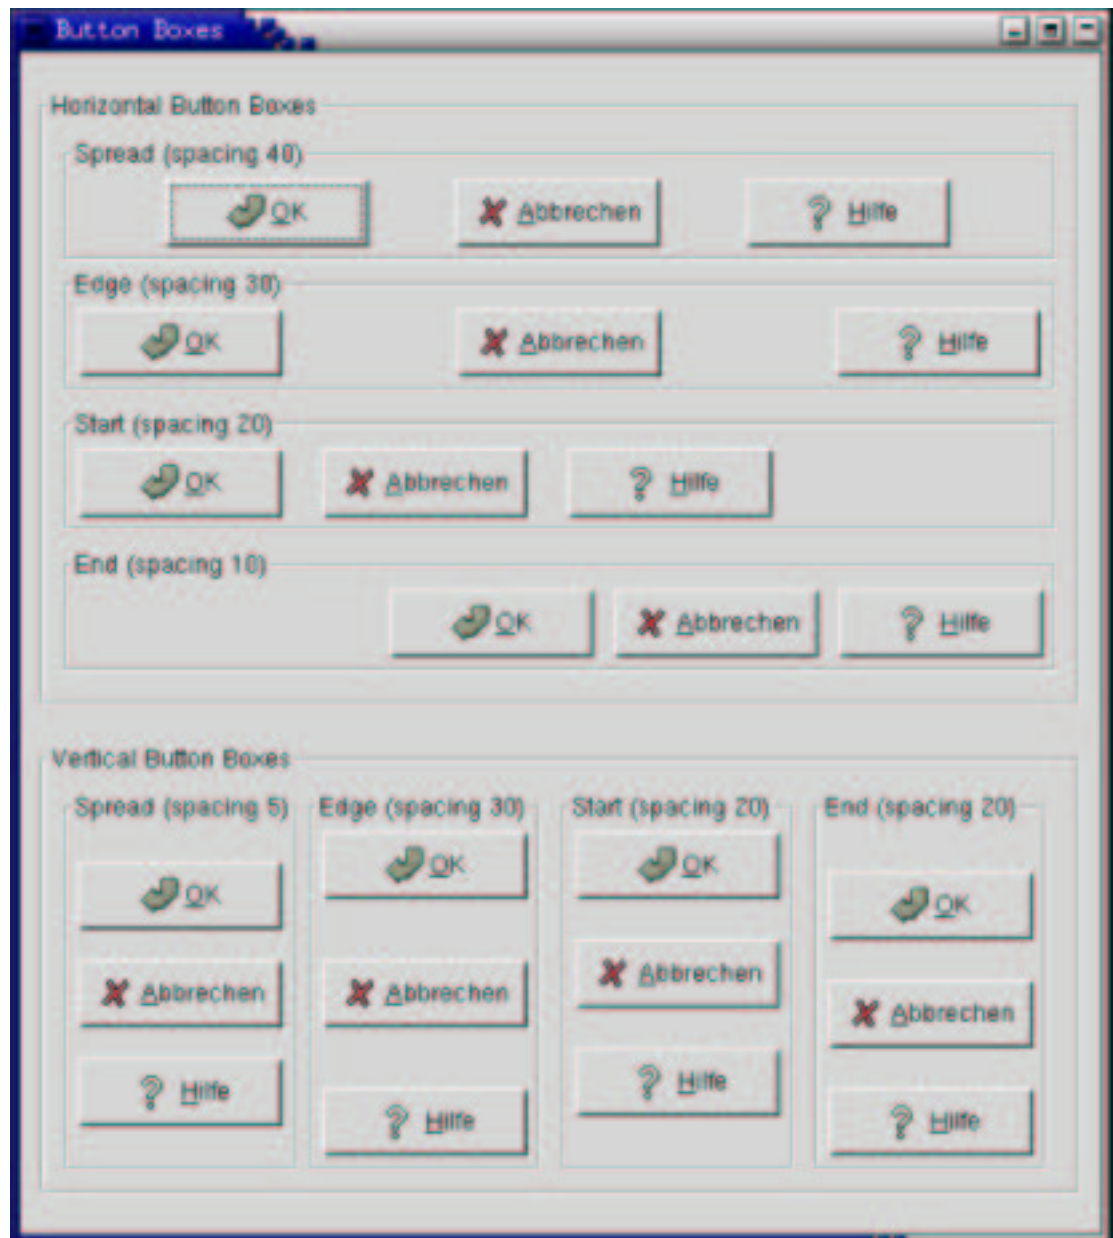 Button Boxes
Horizontal Button Boxes
Spread (spacing 40)
OK Abbrechen Hilfe
Edge (spacing 30)
OK Abbrechen Hilfe
Start (spacing 20)
OK Abbrechen Hilfe
End (spacing 10)
OK Abbrechen Hilfe
Vertical Button Boxes
Spread (spacing 5)
OK
Abbrechen
Hilfe
Edge (spacing 30)
OK
Abbrechen
Hilfe
Start (spacing 20)
OK
Abbrechen
Hilfe
End (spacing 20)
OK
Abbrechen
Hilfe